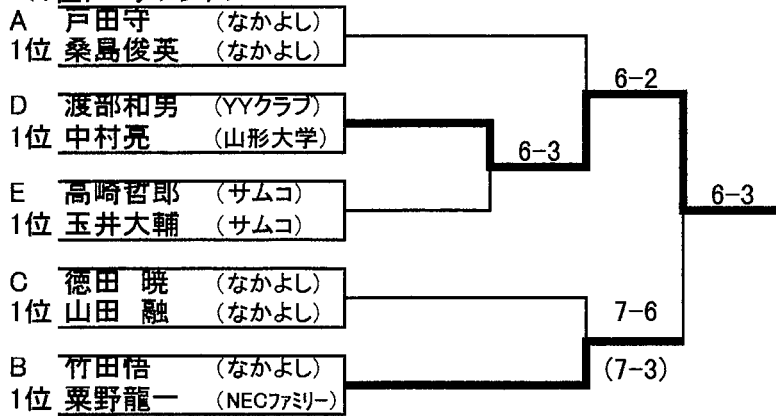 A 戸田守 (なかよし)
1位 桑島俊英 (なかよし)
6-2
D 渡部和男 (YYクラブ)
1位 中村亮 (山形大学)
6-3
E 高崎哲郎 (サムコ)
6-3
1位 玉井大輔 (サムコ)
C 徳田 暁 (なかよし)
1位 山田 融 (なかよし)
7-6
B 竹田悟 (なかよし)
(7-3)
1位 粟野龍一 (NECファミリー)